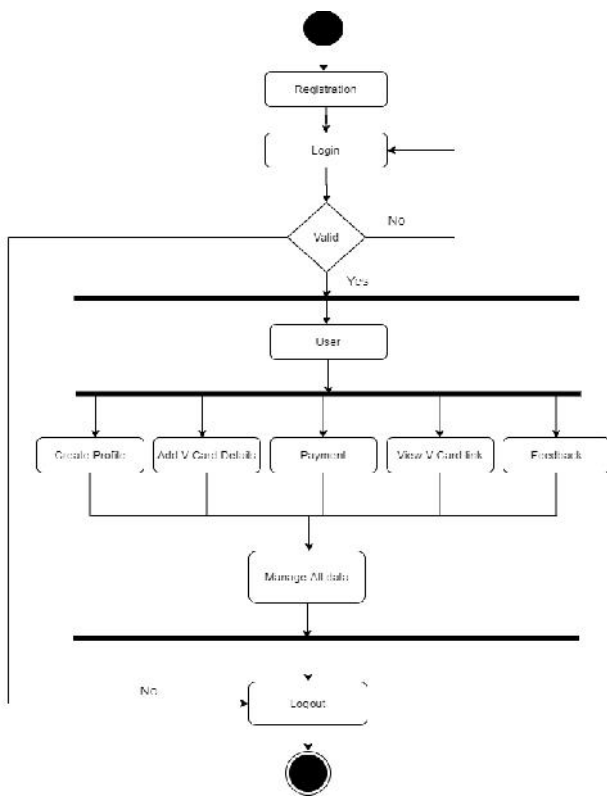 Registration
Login
Valid
No
Yes
User
Create Profile
Add V Card Details
Payment
View V Card link
Feedback
Manage All data
No
Logout